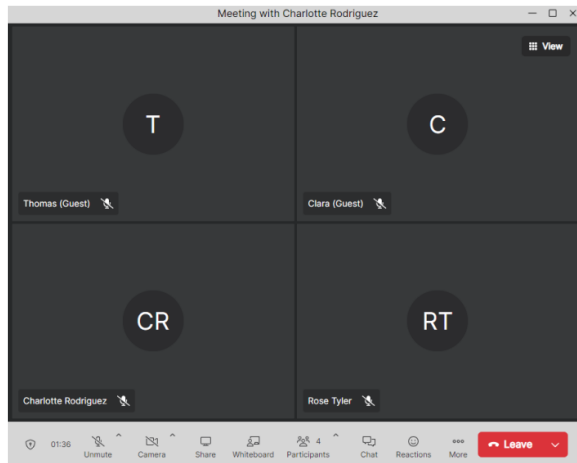 Meeting with Charlotte Rodriguez
View
T
C
Thomas (Guest)
Clara (Guest)
CR
RT
Charlotte Rodriguez
Rose Tyler
01:36
Unmute
Camera
Share
Whiteboard
4
Participants
Chat
Reactions
More
Leave